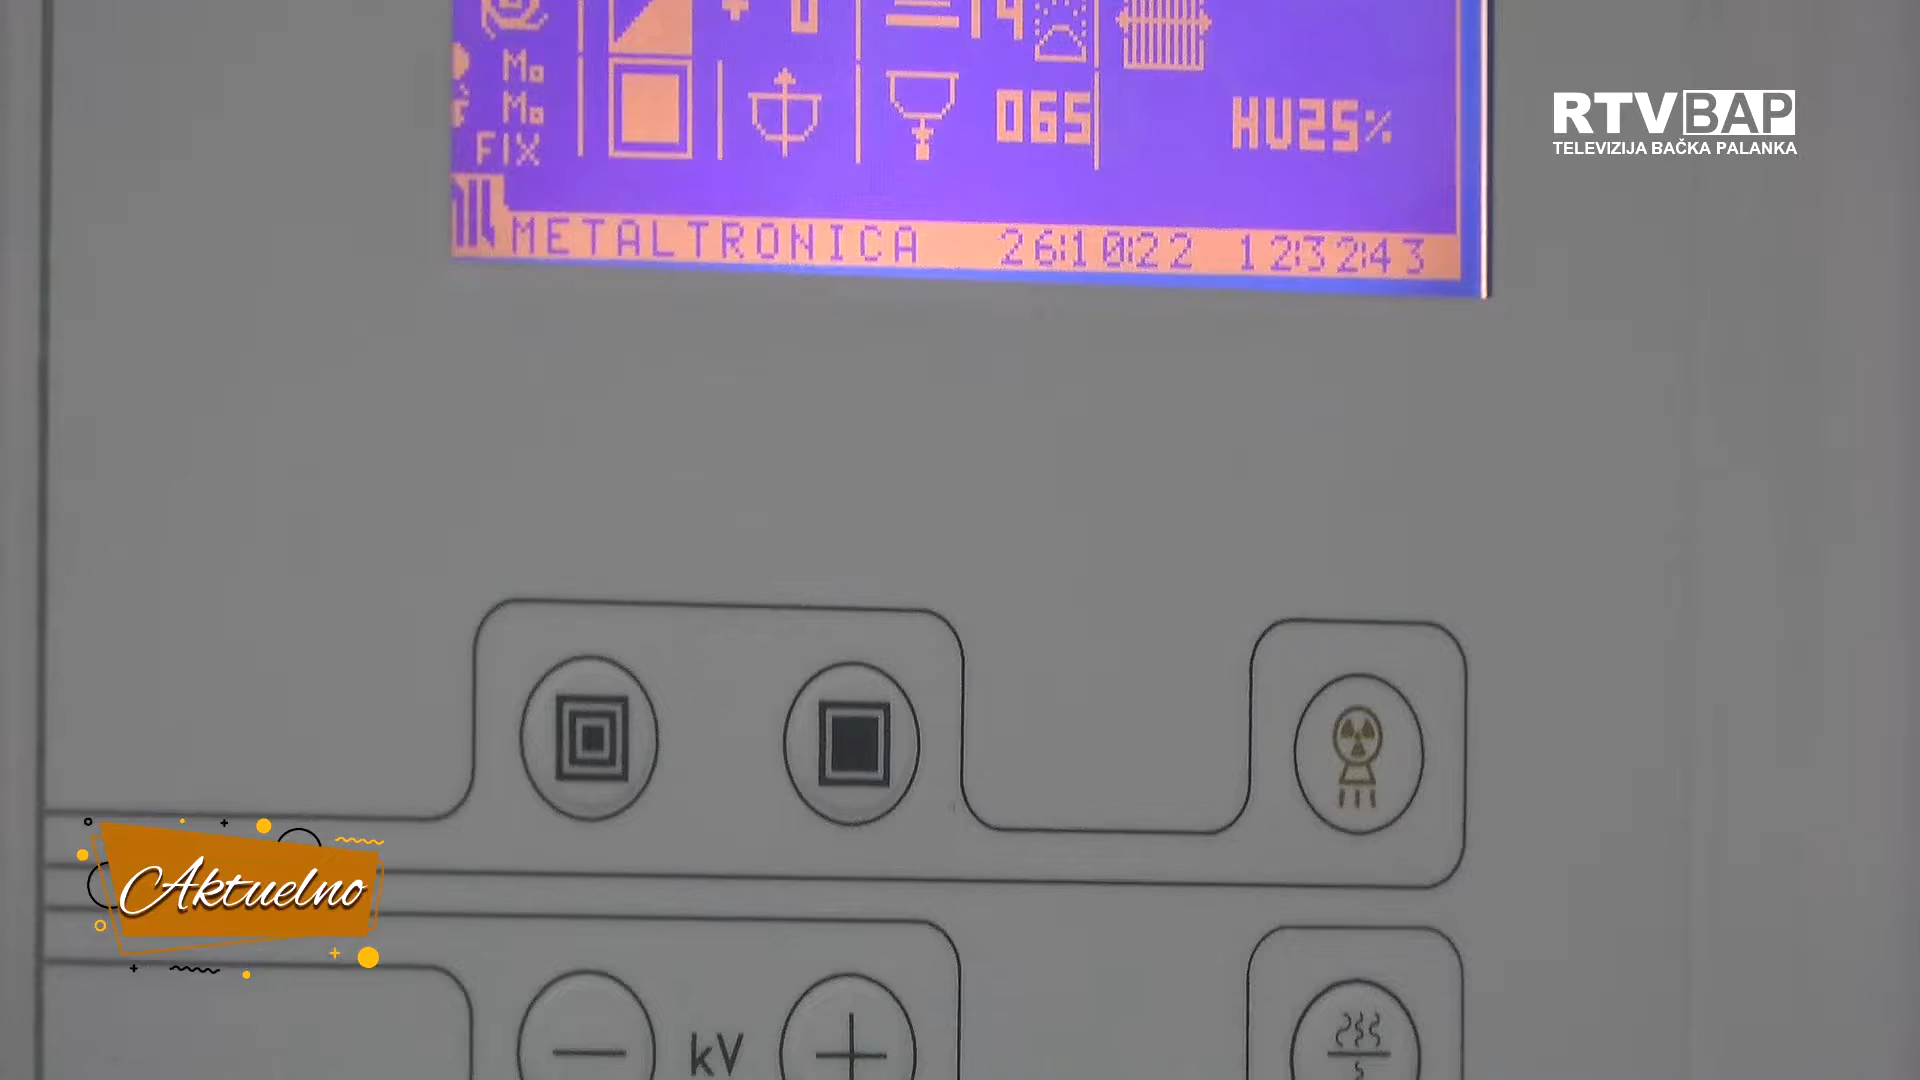 Mo
Mo
FIX
065
HU25%
METALTRONICA 26:10:22 12:32:43
RTVBAP
TELEVIZIJA BAČKA PALANKA
Aktuelno
kV